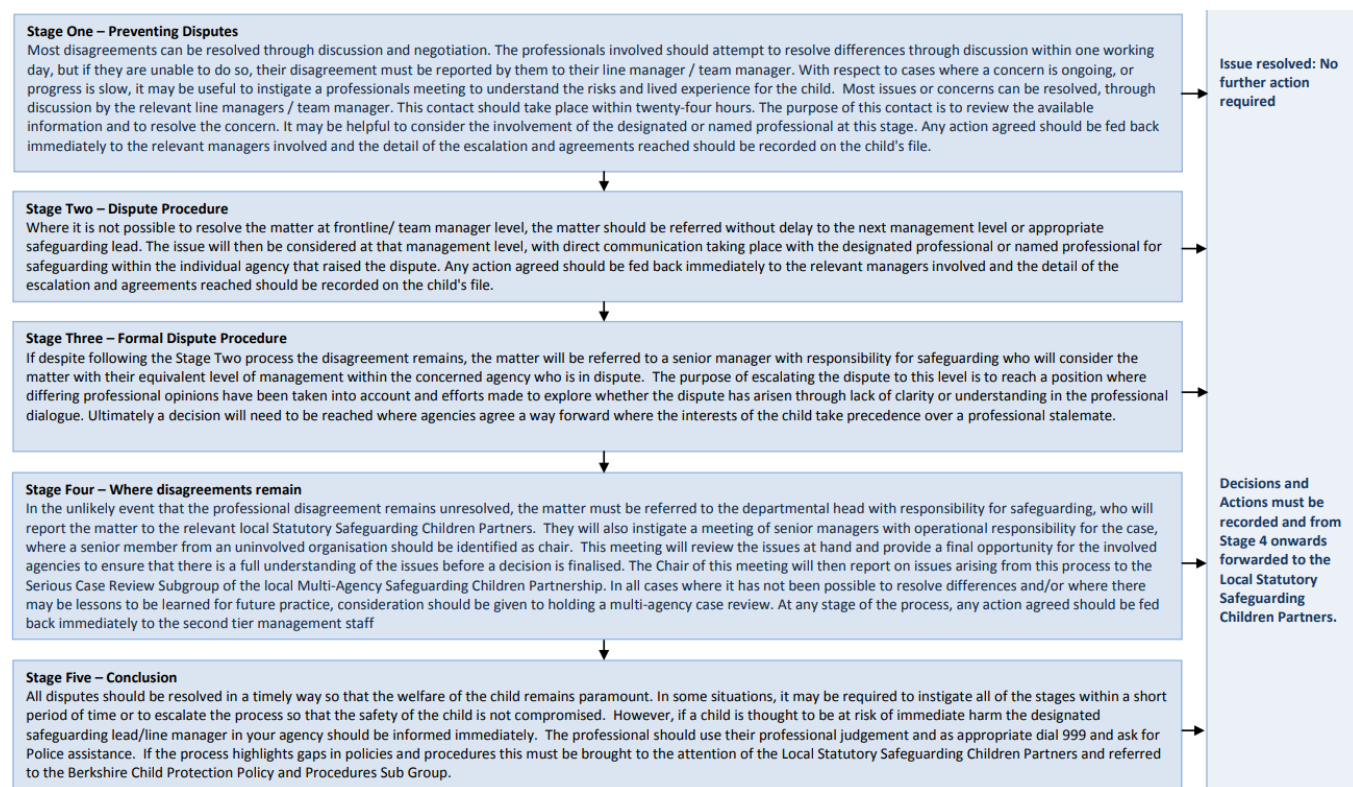 Stage One – Preventing Disputes
Most disagreements can be resolved through discussion and negotiation. The professionals involved should attempt to resolve differences through discussion within one working
day, but if they are unable to do so, their disagreement must be reported by them to their line manager / team manager. With respect to cases where a concern is ongoing, or
progress is slow, it may be useful to instigate a professionals meeting to understand the risks and lived experience for the child. Most issues or concerns can be resolved, through
discussion by the relevant line managers / team manager. This contact should take place within twenty-four hours. The purpose of this contact is to review the available
information and to resolve the concern. It may be helpful to consider the involvement of the designated or named professional at this stage. Any action agreed should be fed back
immediately to the relevant managers involved and the detail of the escalation and agreements reached should be recorded on the child's file.
Issue resolved: No
further action
required
Stage Two – Dispute Procedure
Where it is not possible to resolve the matter at frontline/ team manager level, the matter should be referred without delay to the next management level or appropriate
safeguarding lead. The issue will then be considered at that management level, with direct communication taking place with the designated professional or named professional for
safeguarding within the individual agency that raised the dispute. Any action agreed should be fed back immediately to the relevant managers involved and the detail of the
escalation and agreements reached should be recorded on the child's file.
Stage Three – Formal Dispute Procedure
If despite following the Stage Two process the disagreement remains, the matter will be referred to a senior manager with responsibility for safeguarding who will consider the
matter with their equivalent level of management within the concerned agency who is in dispute. The purpose of escalating the dispute to this level is to reach a position where
differing professional opinions have been taken into account and efforts made to explore whether the dispute has arisen through lack of clarity or understanding in the professional
dialogue. Ultimately a decision will need to be reached where agencies agree a way forward where the interests of the child take precedence over a professional stalemate.
Stage Four – Where disagreements remain
In the unlikely event that the professional disagreement remains unresolved, the matter must be referred to the departmental head with responsibility for safeguarding, who will
report the matter to the relevant local Statutory Safeguarding Children Partners. They will also instigate a meeting of senior managers with operational responsibility for the case,
where a senior member from an uninvolved organisation should be identified as chair. This meeting will review the issues at hand and provide a final opportunity for the involved
agencies to ensure that there is a full understanding of the issues before a decision is finalised. The Chair of this meeting will then report on issues arising from this process to the
Serious Case Review Subgroup of the local Multi-Agency Safeguarding Children Partnership. In all cases where it has not been possible to resolve differences and/or where there
may be lessons to be learned for future practice, consideration should be given to holding a multi-agency case review. At any stage of the process, any action agreed should be fed
back immediately to the second tier management staff
Decisions and
Actions must be
recorded and from
Stage 4 onwards
forwarded to the
Local Statutory
Safeguarding
Children Partners.
Stage Five – Conclusion
All disputes should be resolved in a timely way so that the welfare of the child remains paramount. In some situations, it may be required to instigate all of the stages within a short
period of time or to escalate the process so that the safety of the child is not compromised. However, if a child is thought to be at risk of immediate harm the designated
safeguarding lead/line manager in your agency should be informed immediately. The professional should use their professional judgement and as appropriate dial 999 and ask for
Police assistance. If the process highlights gaps in policies and procedures this must be brought to the attention of the Local Statutory Safeguarding Children Partners and referred
to the Berkshire Child Protection Policy and Procedures Sub Group.